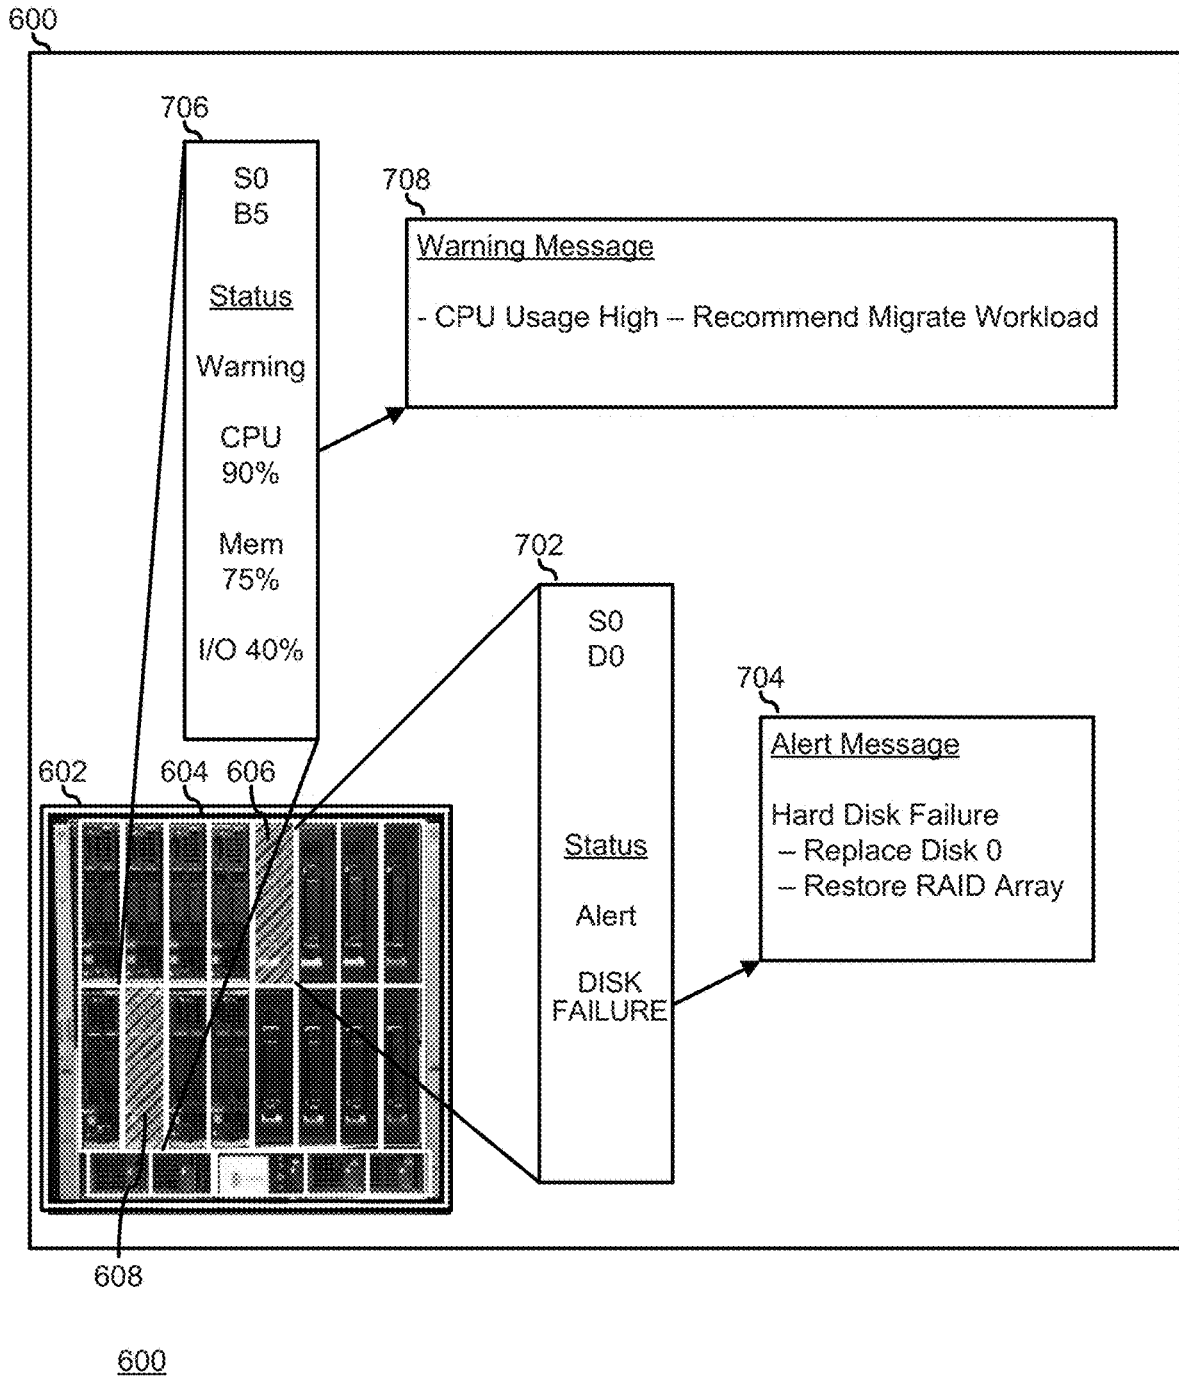 600
706
S0
B5
Status
Warning
CPU
90%
Mem
75%
I/O 40%
708
Warning Message
- CPU Usage High – Recommend Migrate Workload
702
S0
D0
Status
Alert
DISK
FAILURE
704
Alert Message
Hard Disk Failure
– Replace Disk 0
– Restore RAID Array
602
604
606
608
600